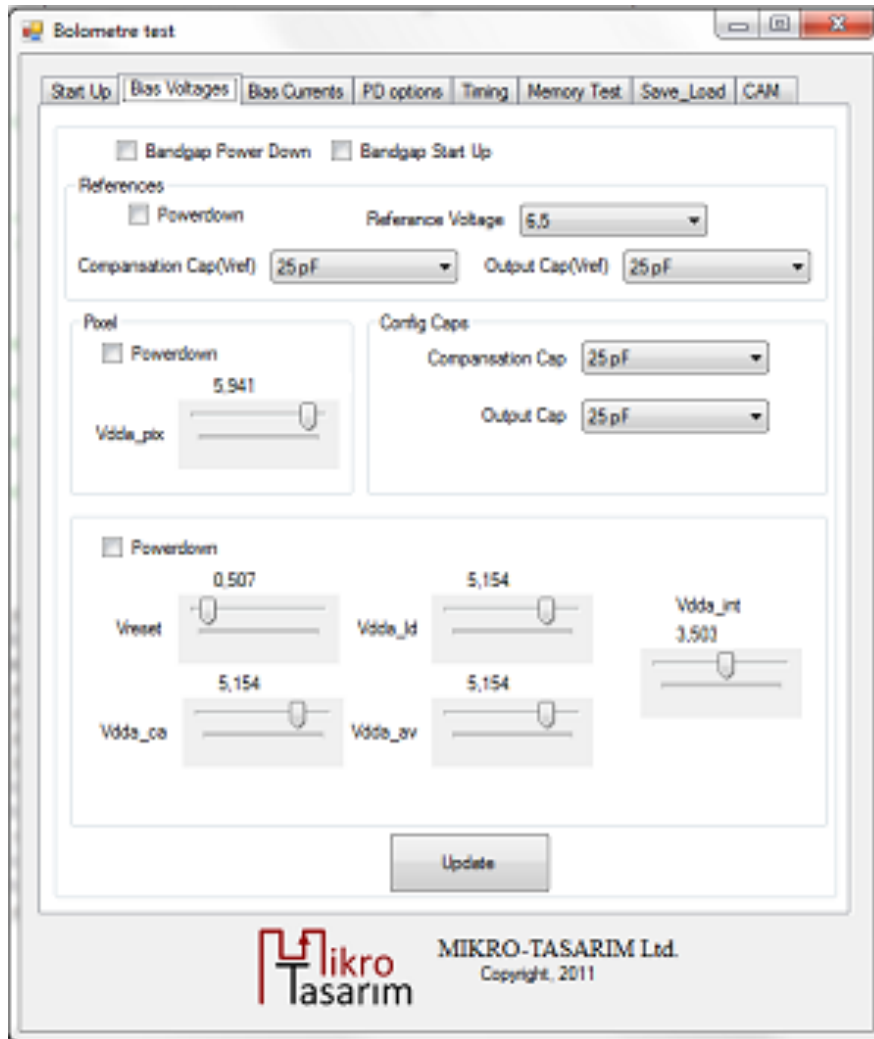 Bolometre test
Start Up Bias Voltages Bias Currents PD options Timing Memory Test Save_Load CAM
Bandgap Power Down Bandgap Start Up
References
Powerdown Reference Voltage 6,5
Compansation Cap(Vref) 25 pF Output Cap(Vref) 25 pF
Pixel Config Caps
Powerdown Compansation Cap 25 pF
5,941
Vdda_pix
Output Cap 25 pF
Powerdown
0,507 5,154 Vdda_int
Vreset Vdda_ld 3,503
5,154 5,154
Vdda_ca Vdda_av
Update
Mikro MIKRO-TASARIM Ltd.
Tasarım Copyright, 2011